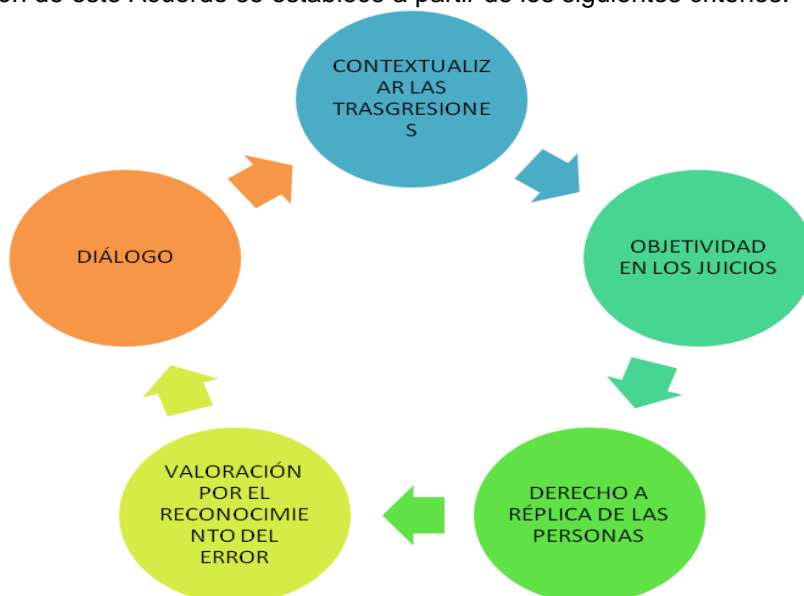 ón de este Acuerdo se establece a partir de los siguientes criterios:
CONTEXTUALIZ
AR LAS
TRASGRESIONE
S
OBJETIVIDAD
EN LOS JUICIOS
DERECHO A
RÉPLICA DE LAS
PERSONAS
VALORACIÓN
POR EL
RECONOCIMIE
NTO DEL
ERROR
DIÁLOGO